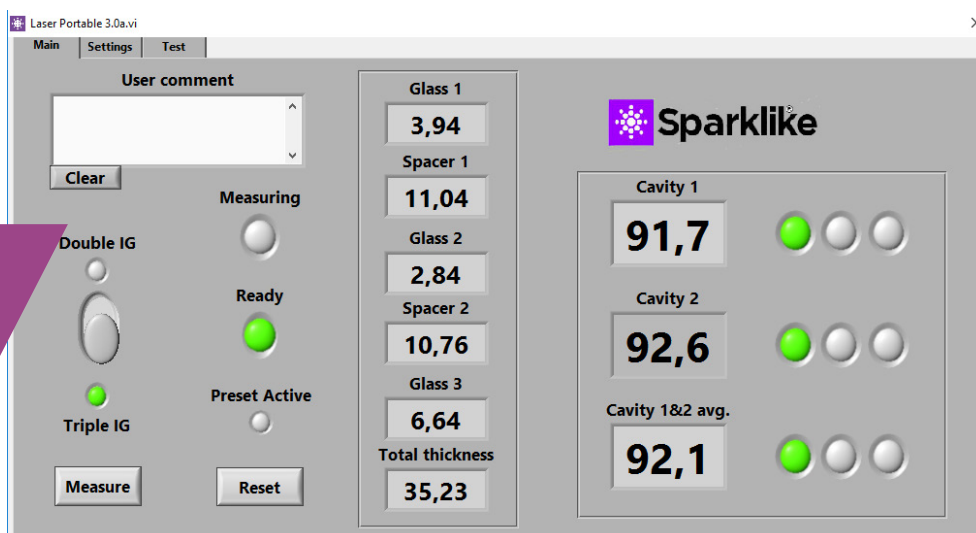 Laser Portable 3.0a.vi
Main Settings Test
User comment
Clear
Measuring
Double IG
Ready
Preset Active
Triple IG
Measure Reset
Glass 1
3,94
Spacer 1
11,04
Glass 2
2,84
Spacer 2
10,76
Glass 3
6,64
Total thickness
35,23
Sparklike
Cavity 1
91,7
Cavity 2
92,6
Cavity 1&2 avg.
92,1